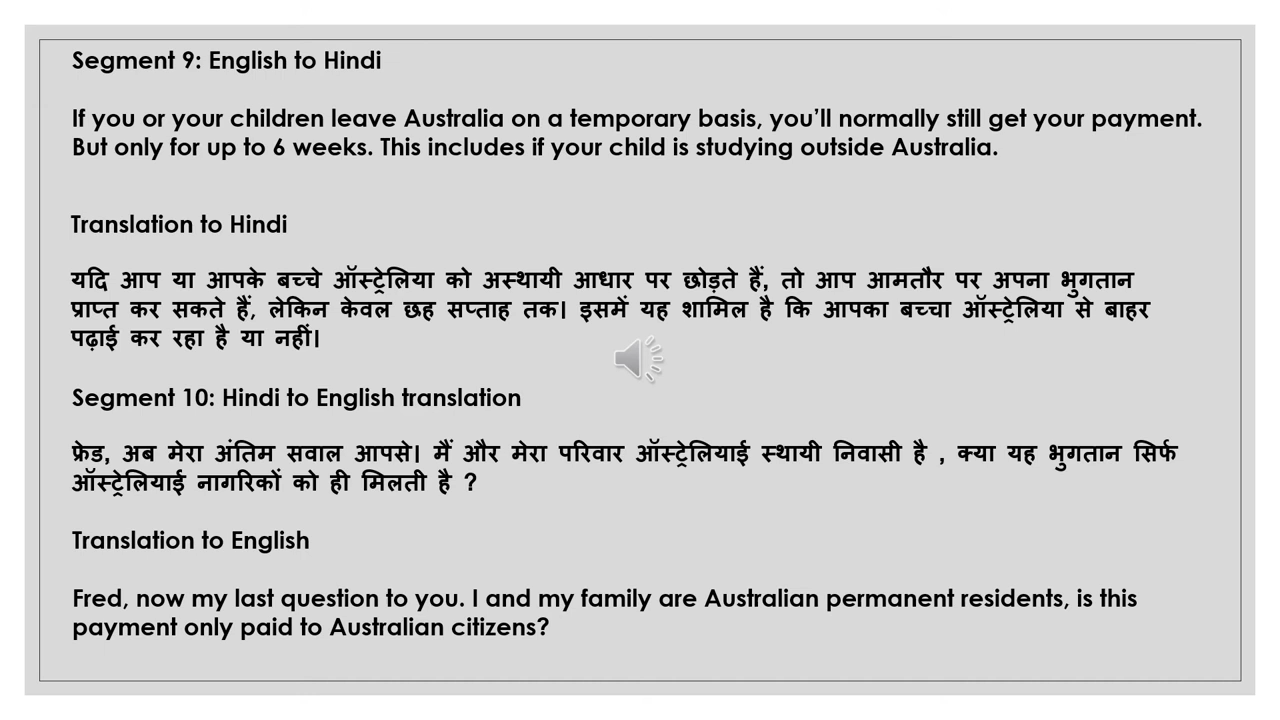 Segment 9: English to Hindi
If you or your children leave Australia on a temporary basis, you’ll normally still get your payment.
But only for up to 6 weeks. This includes if your child is studying outside Australia.
Translation to Hindi
यदि आप या आपके बच्चे ऑस्ट्रेलिया को अस्थायी आधार पर छोड़ते हैं, तो आप आमतौर पर अपना भुगतान
प्राप्त कर सकते हैं, लेकिन केवल छह सप्ताह तक। इसमें यह शामिल है कि आपका बच्चा ऑस्ट्रेलिया से बाहर
पढ़ाई कर रहा है या नहीं।
Segment 10: Hindi to English translation
फ्रेड, अब मेरा अंतिम सवाल आपसे। मैं और मेरा परिवार ऑस्ट्रेलियाई स्थायी निवासी है , क्या यह भुगतान सिर्फ
ऑस्ट्रेलियाई नागरिकों को ही मिलती है ?
Translation to English
Fred, now my last question to you. I and my family are Australian permanent residents, is this
payment only paid to Australian citizens?